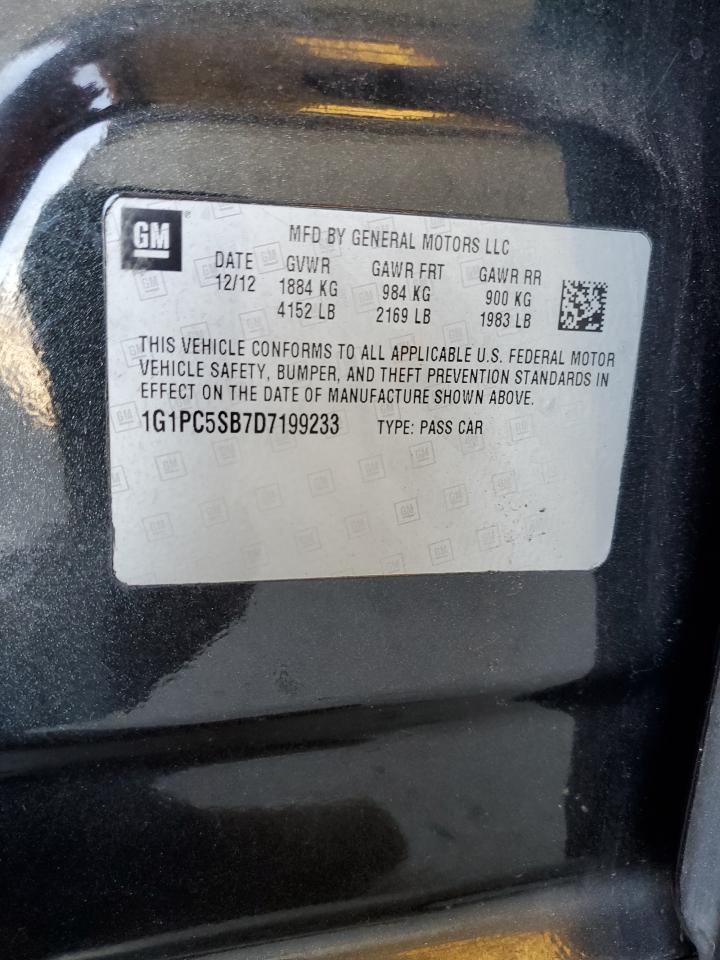 GM
MFD BY GENERAL MOTORS LLC
DATE GVWR GAWR FRT GAWR RR
12/12 1884 KG 984 KG 900 KG
4152 LB 2169 LB 1983 LB
THIS VEHICLE CONFORMS TO ALL APPLICABLE U.S. FEDERAL MOTOR
VEHICLE SAFETY, BUMPER, AND THEFT PREVENTION STANDARDS IN
EFFECT ON THE DATE OF MANUFACTURE SHOWN ABOVE.
1G1PC5SB7D7199233 TYPE: PASS CAR